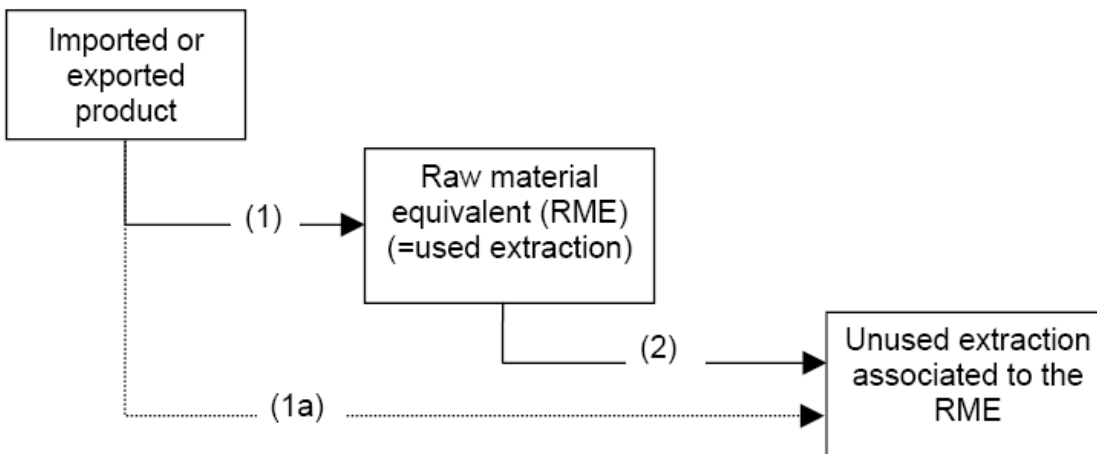 Imported or
exported
product
Raw material
equivalent (RME)
(=used extraction)
(1)
(2)
Unused extraction
associated to the
RME
(1a)